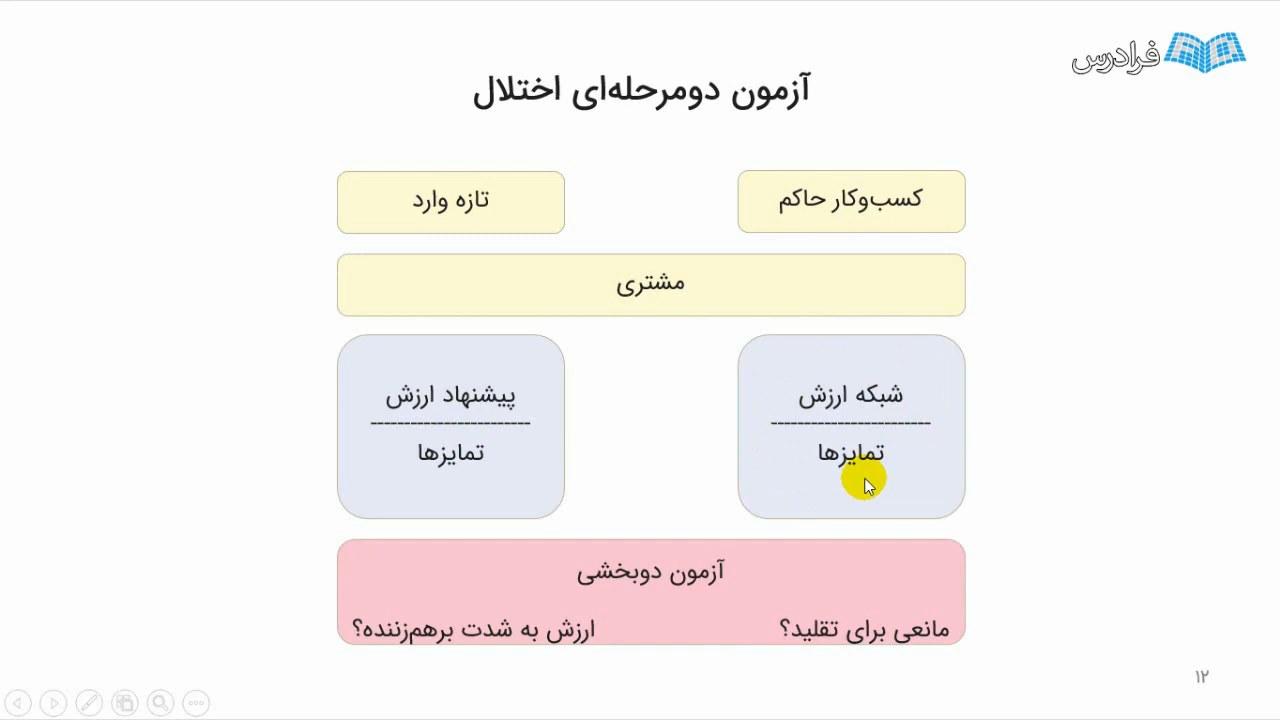 فرادرس
آزمون دومرحله‌ای اختلال
کسب‌وکار حاکم
تازه وارد
مشتری
شبکه ارزش
------------------------
تمایزها
پیشنهاد ارزش
------------------------
تمایزها
آزمون دوبخشی
مانعی برای تقلید؟
ارزش به شدت برهم‌زننده؟
۱۲